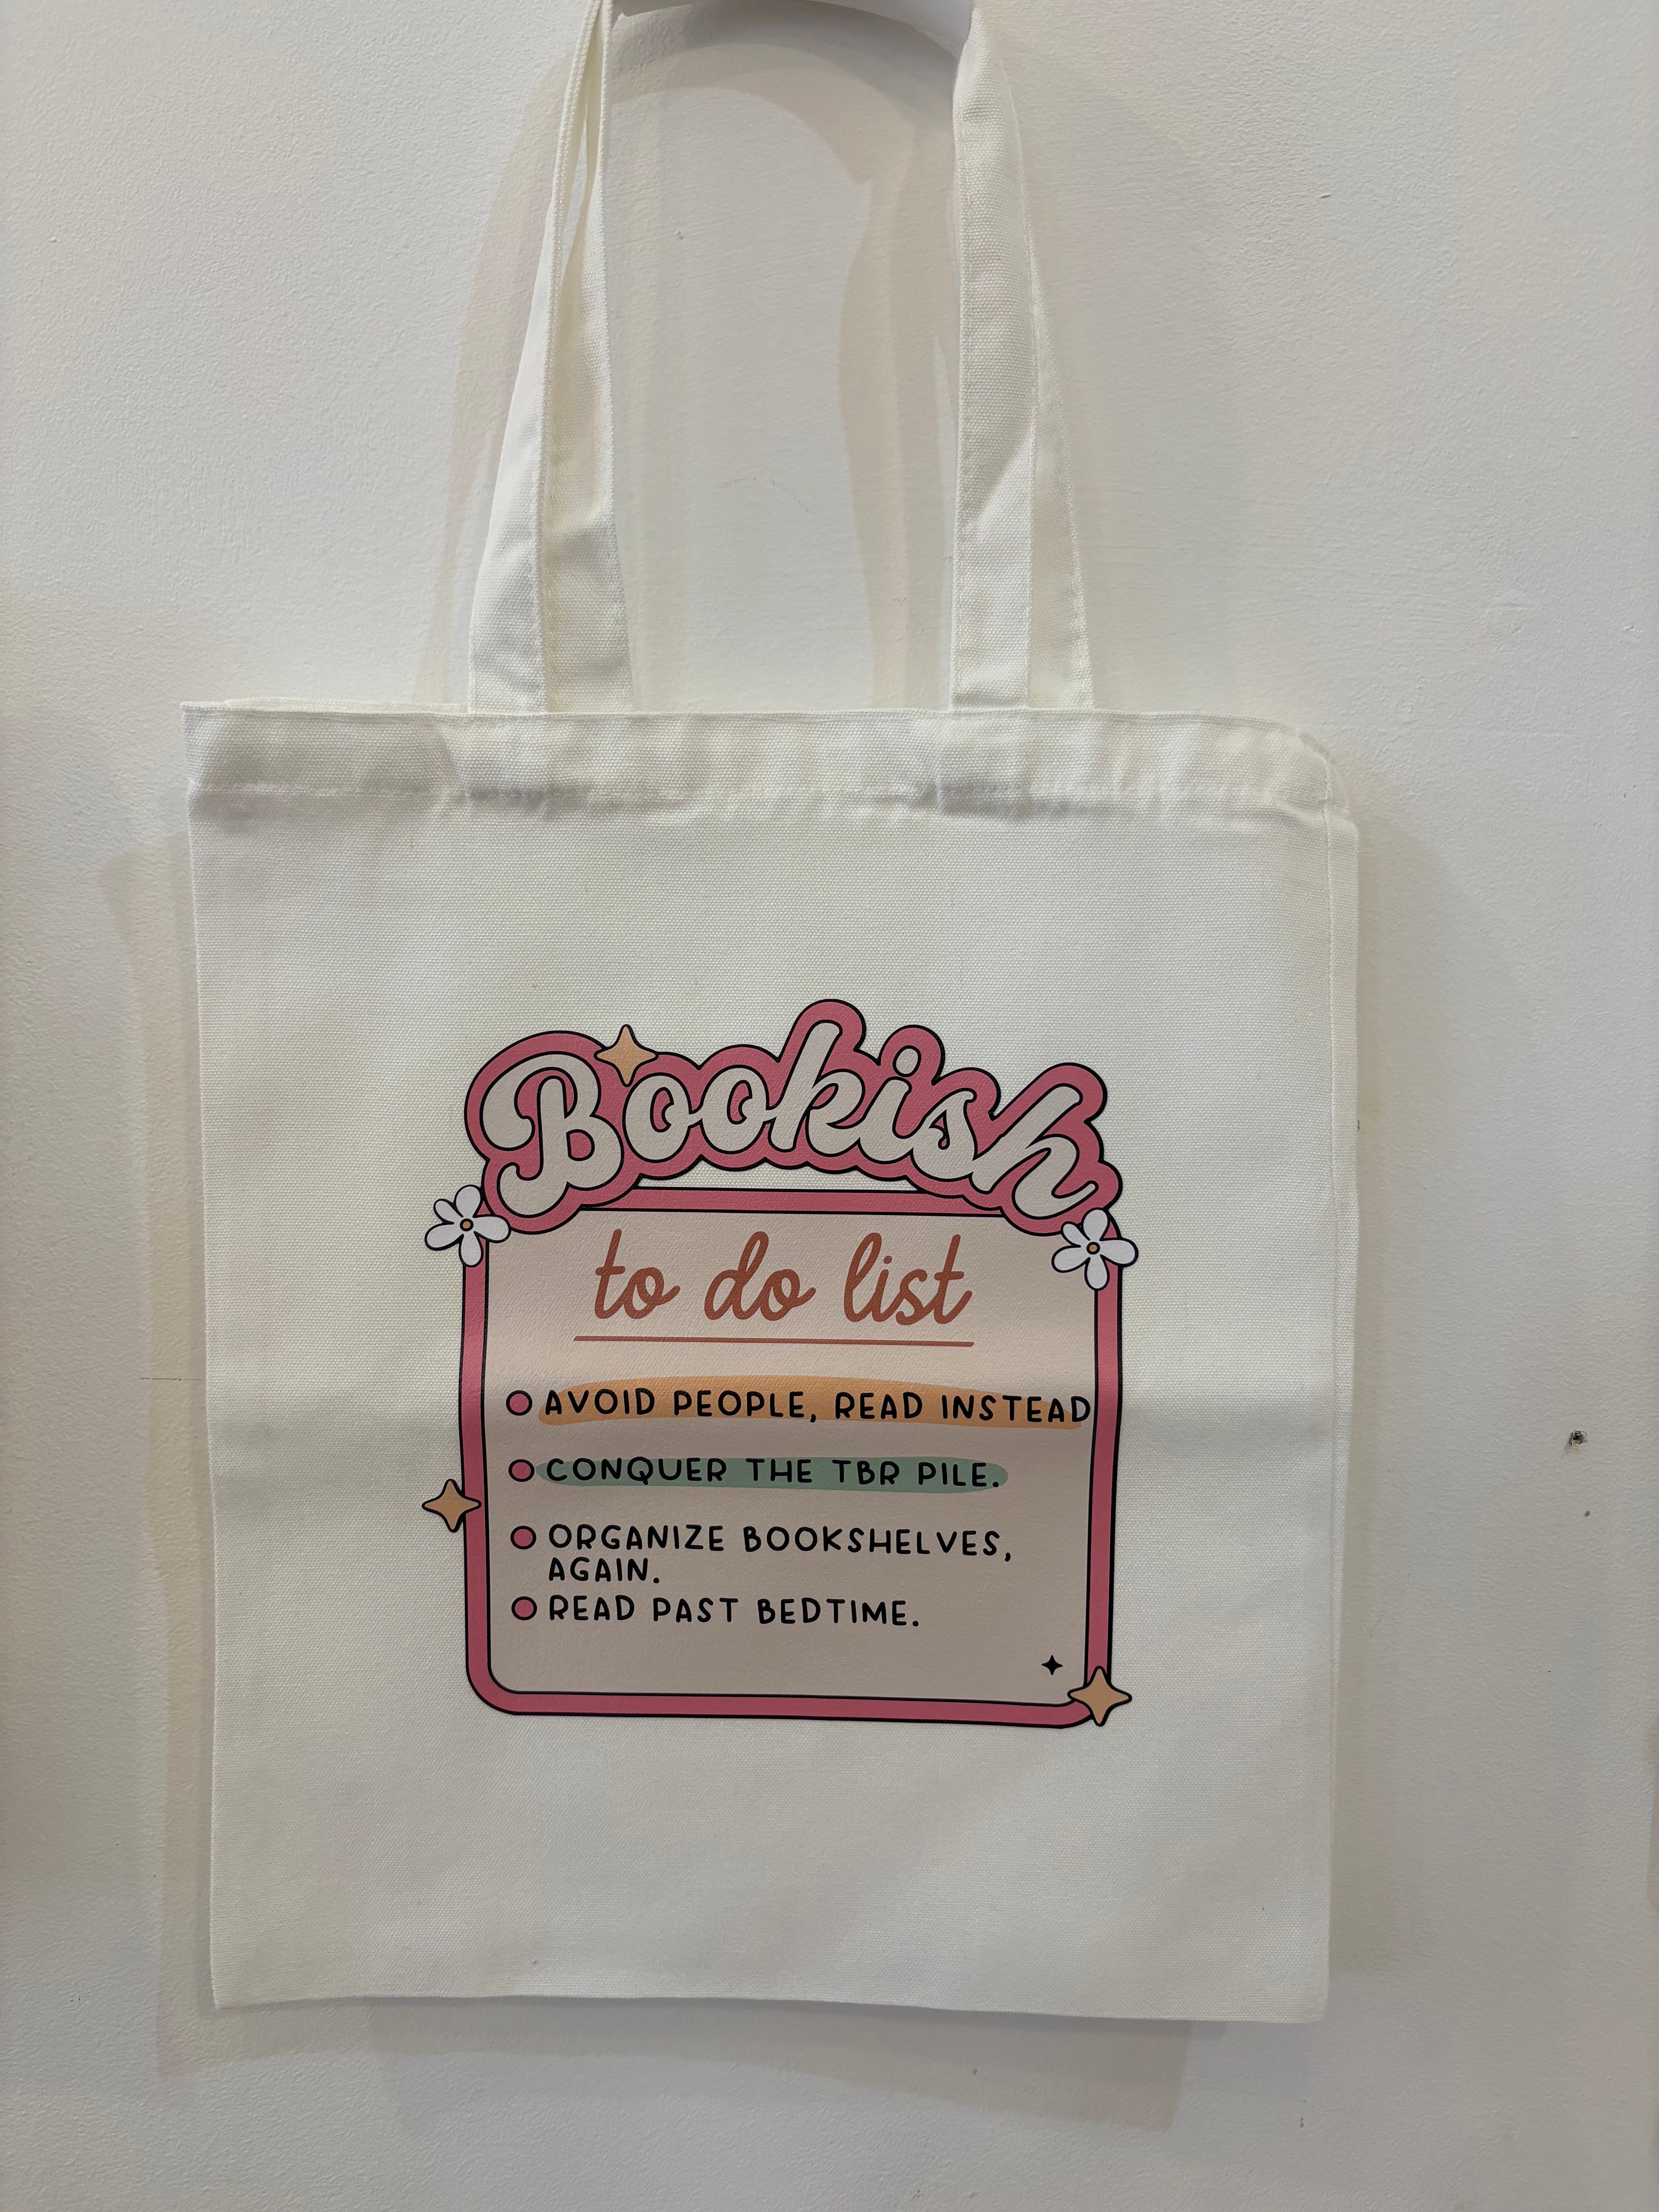 Bookish
to do list
AVOID PEOPLE, READ INSTEAD
CONQUER THE TBR PILE.
ORGANIZE BOOKSHELVES,
AGAIN.
READ PAST BEDTIME.